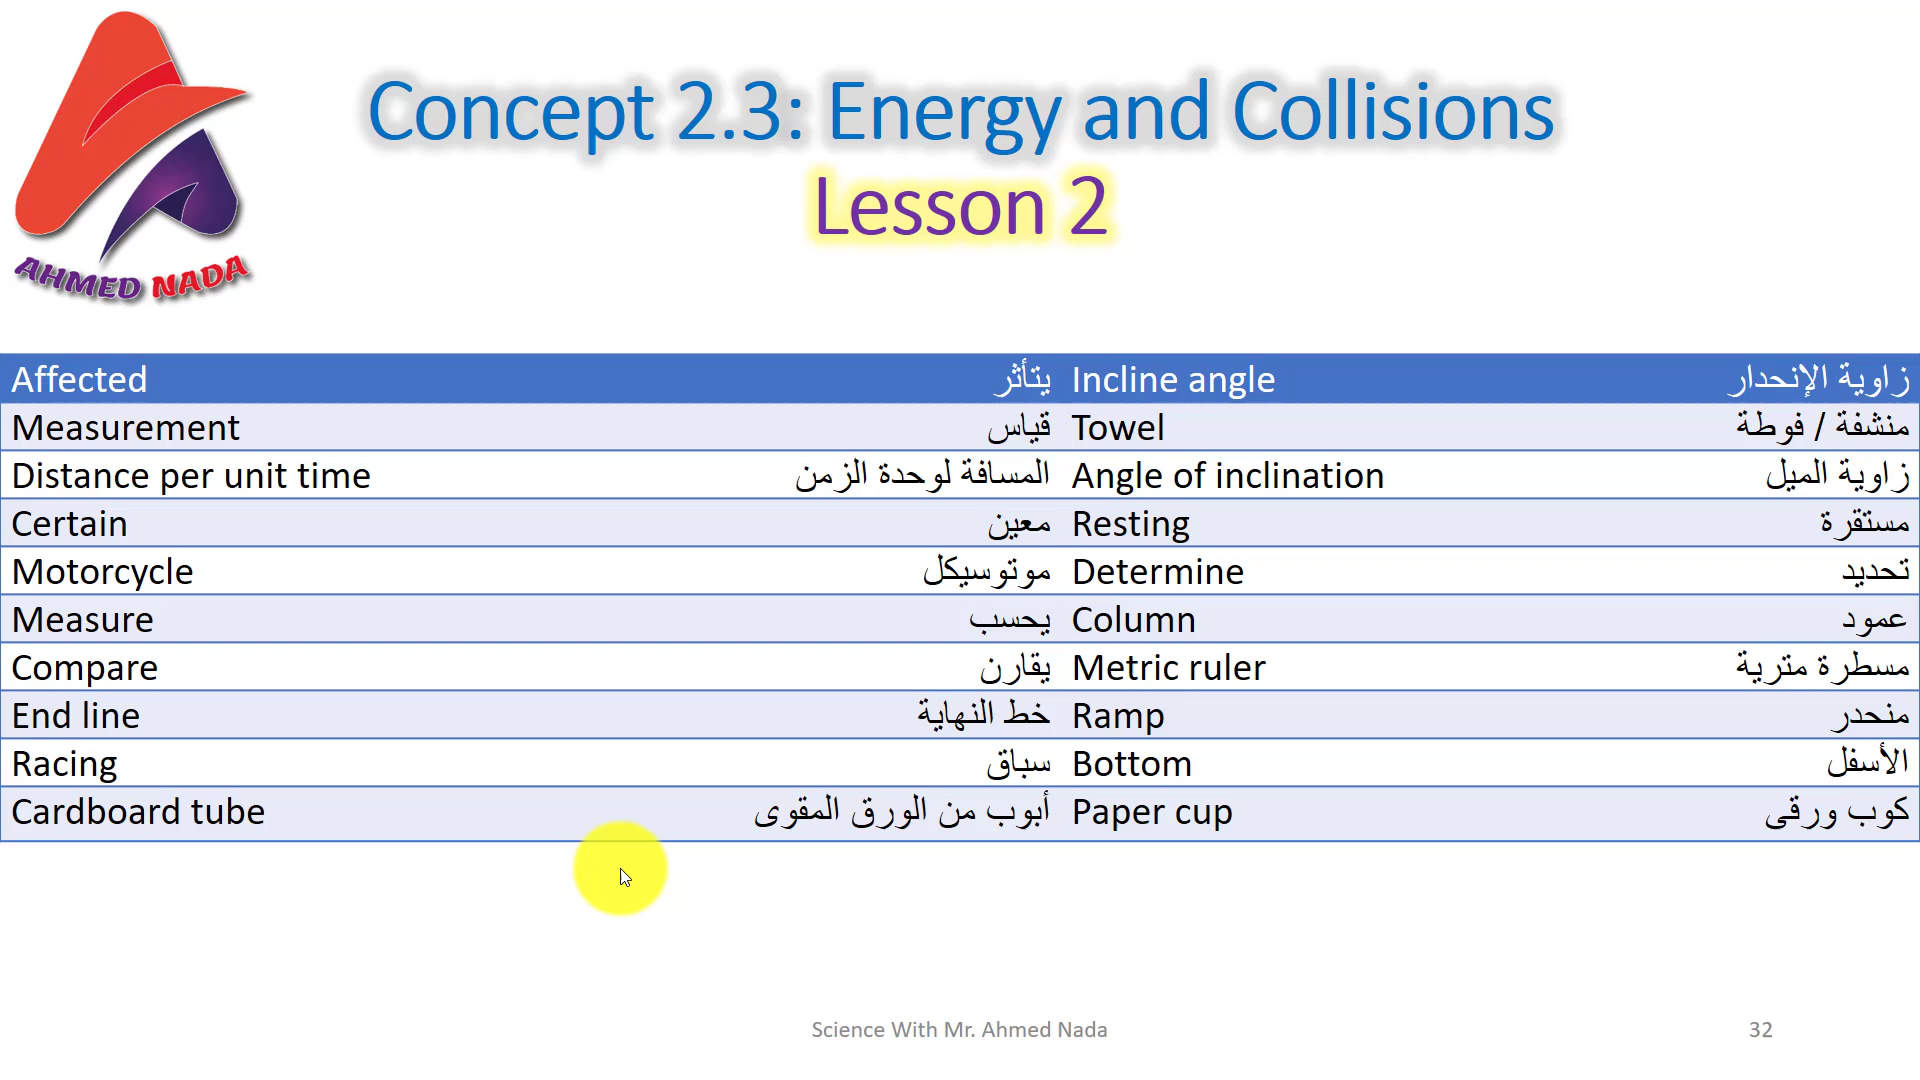 AHMED NADA
Concept 2.3: Energy and Collisions
Lesson 2
Affected يتأثر Incline angle زاوية الإنحدار
Measurement قياس Towel منشفة / فوطة
Distance per unit time المسافة لوحدة الزمن Angle of inclination زاوية الميل
Certain معين Resting مستقرة
Motorcycle موتوسيكل Determine تحديد
Measure يحسب Column عمود
Compare يقارن Metric ruler مسطرة مترية
End line خط النهاية Ramp منحدر
Racing سباق Bottom الأسفل
Cardboard tube أبوب من الورق المقوى Paper cup كوب ورقى
Science With Mr. Ahmed Nada
32